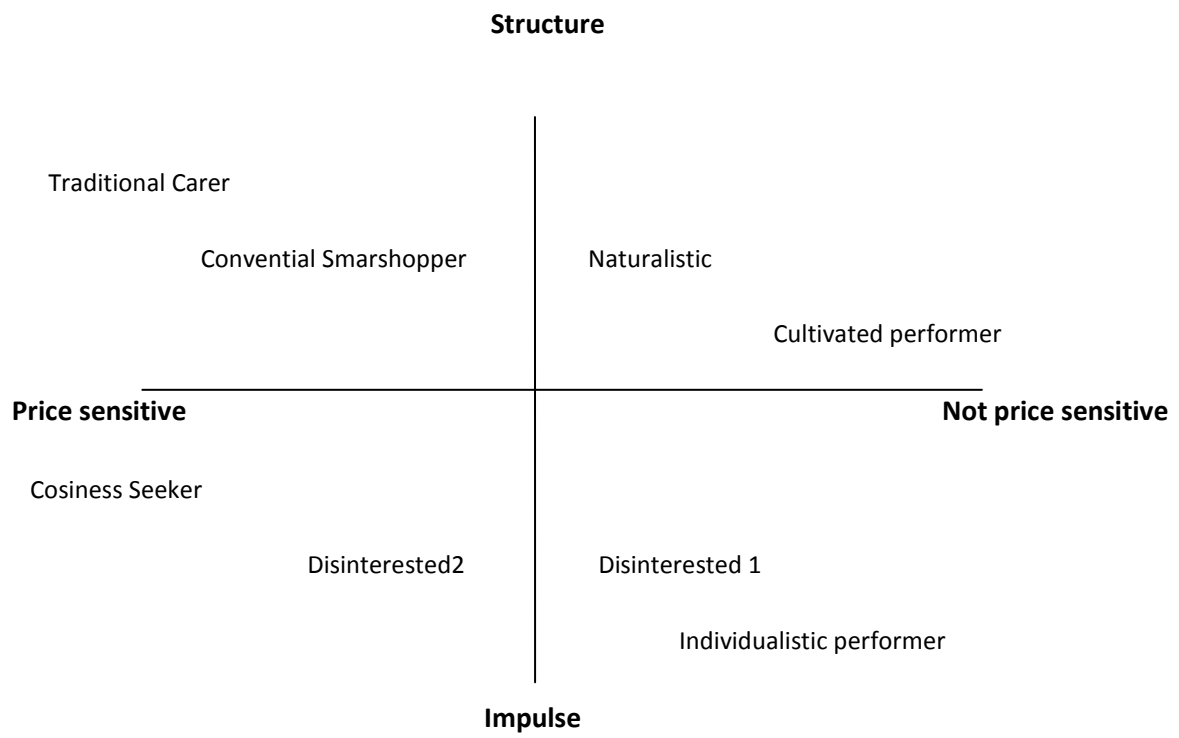 Structure
Traditional Carer
Convential Smarshopper Naturalistic
Cultivated performer
Price sensitive Not price sensitive
Cosiness Seeker
Disinterested2 Disinterested 1
Individualistic performer
Impulse